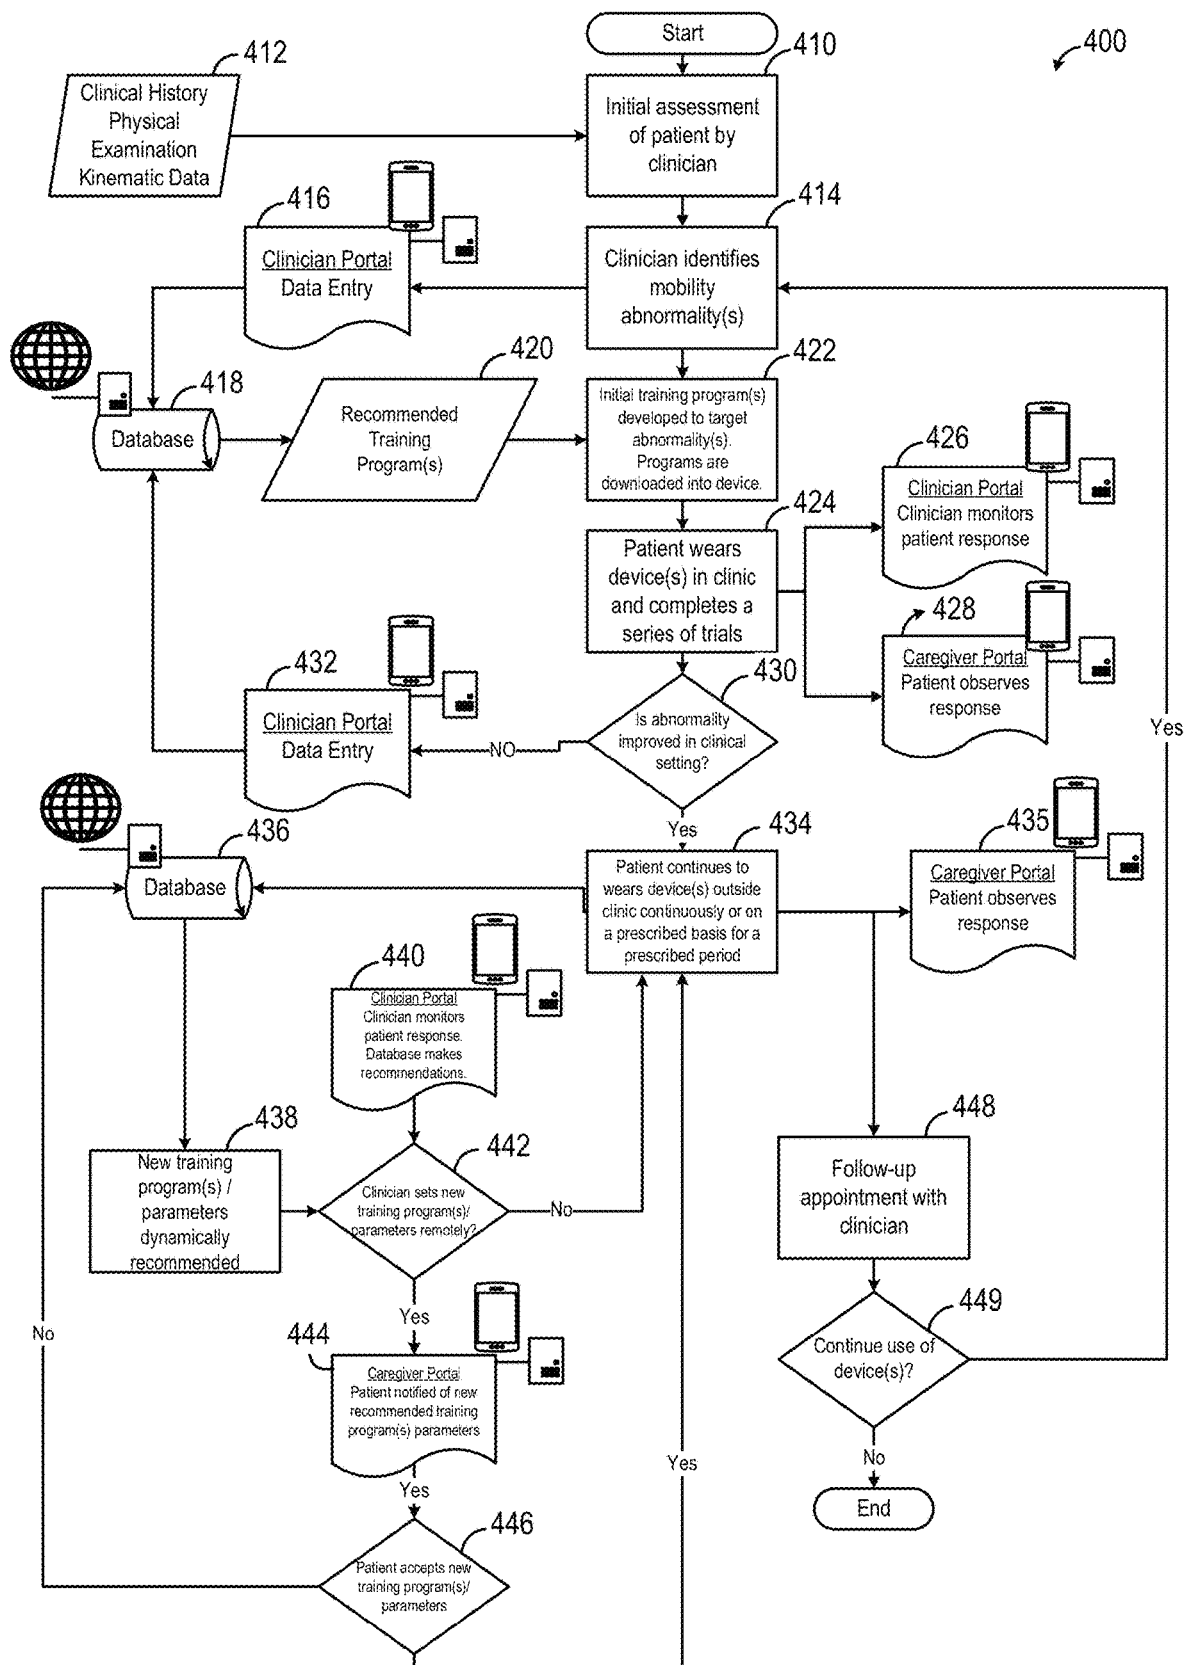 Start
410
400
412
Clinical History
Physical
Examination
Kinematic Data
Initial assessment
of patient by
clinician
416
414
Clinician Portal
Data Entry
Clinician identifies
mobility
abnormality(s)
418
420
422
Database
Recommended
Training
Program(s)
Initial training program(s)
developed to target
abnormality(s).
Programs are
downloaded into device.
424
426
Clinician Portal
Clinician monitors
patient response
Patient wears
device(s) in clinic
and completes a
series of trials
428
Caregiver Portal
Patient observes
response
430
432
Clinician Portal
Data Entry
NO
Is abnormality
improved in clinical
setting?
Yes
Yes
434
435
436
Database
Patient continues to
wears device(s) outside
clinic continuously or on
a prescribed basis for a
prescribed period
Caregiver Portal
Patient observes
response
440
Clinician Portal
Clinician monitors
patient response.
Database makes
recommendations.
438
New training
program(s) /
parameters
dynamically
recommended
442
Clinician sets new
training program(s)/
parameters remotely?
No
448
Follow-up
appointment with
clinician
Yes
449
Continue use of
device(s)?
No
444
Caregiver Portal
Patient notified of new
recommended training
program(s) parameters
Yes
Yes
No
End
446
Patient accepts new
training program(s)/
parameters